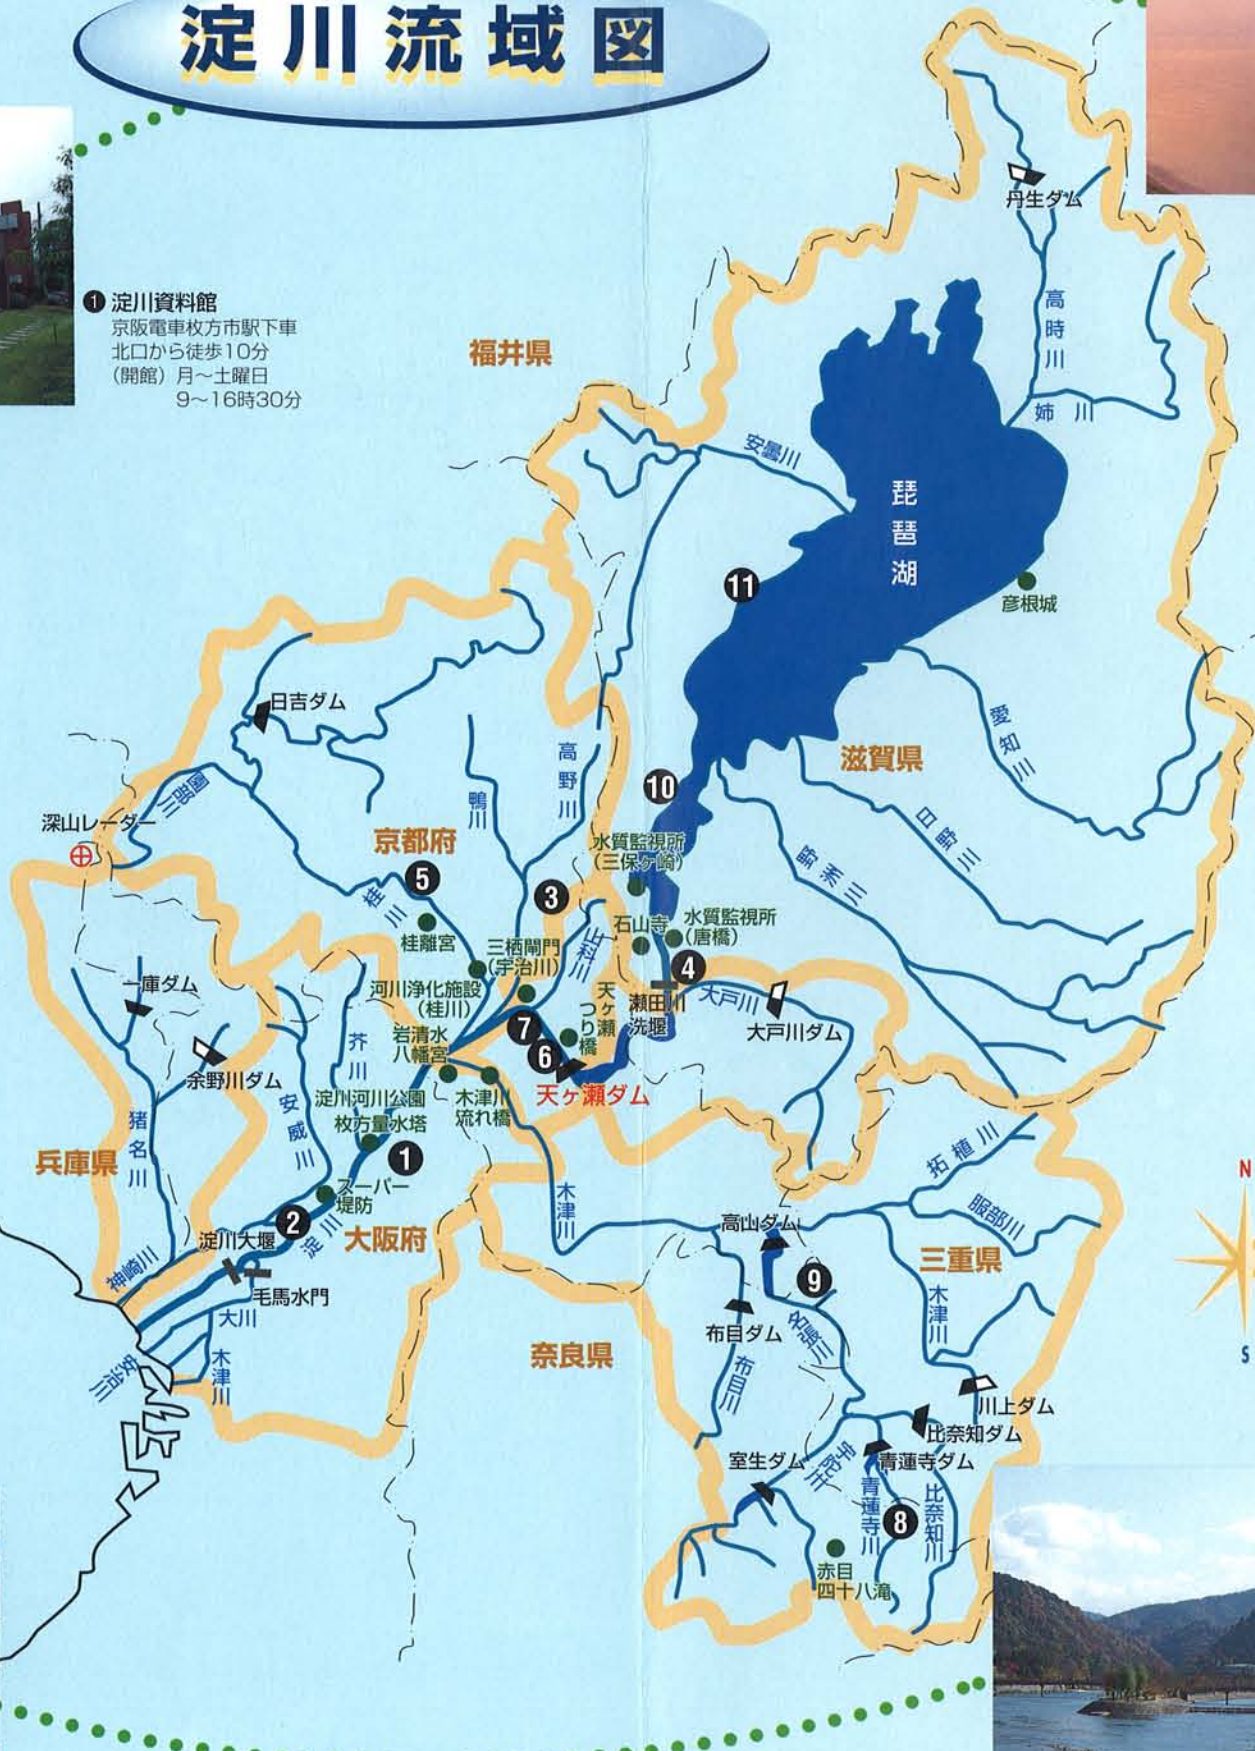 淀川流域図
❶ 淀川資料館
京阪電車枚方市駅下車
北口から徒歩10分
(開館) 月〜土曜日
9〜16時30分
丹生ダム
高時川
姉川
福井県
安曇川
琵琶湖
11
彦根城
日吉ダム
愛知川
高野川
滋賀県
園部川
鴨川
10
日野川
深山レーダー
京都府
水質監視所
(三保ヶ崎)
野洲川
5
3
桂川
桂離宮
石山寺
水質監視所
(唐橋)
三栖閘門
(宇治川)
山科川
4
一庫ダム
河川浄化施設
(桂川)
天ヶ瀬
つり橋
瀬田川
洗堰
大戸川
大戸川ダム
岩清水
八幡宮
7
6
芥川
余野川ダム
淀川河川公園
枚方量水塔
木津川
流れ橋
天ヶ瀬ダム
安威川
猪名川
兵庫県
1
拓植川
スーパー
堤防
木津川
2
淀川
淀川大堰
大阪府
高山ダム
服部川
三重県
神崎川
毛馬水門
9
大川
名張川
木津川
布目ダム
安治川
木津川
奈良県
布目川
川上ダム
比奈知ダム
室生ダム
宇陀川
青蓮寺ダム
青蓮寺川
8
比奈知川
赤目
四十八滝
N
S